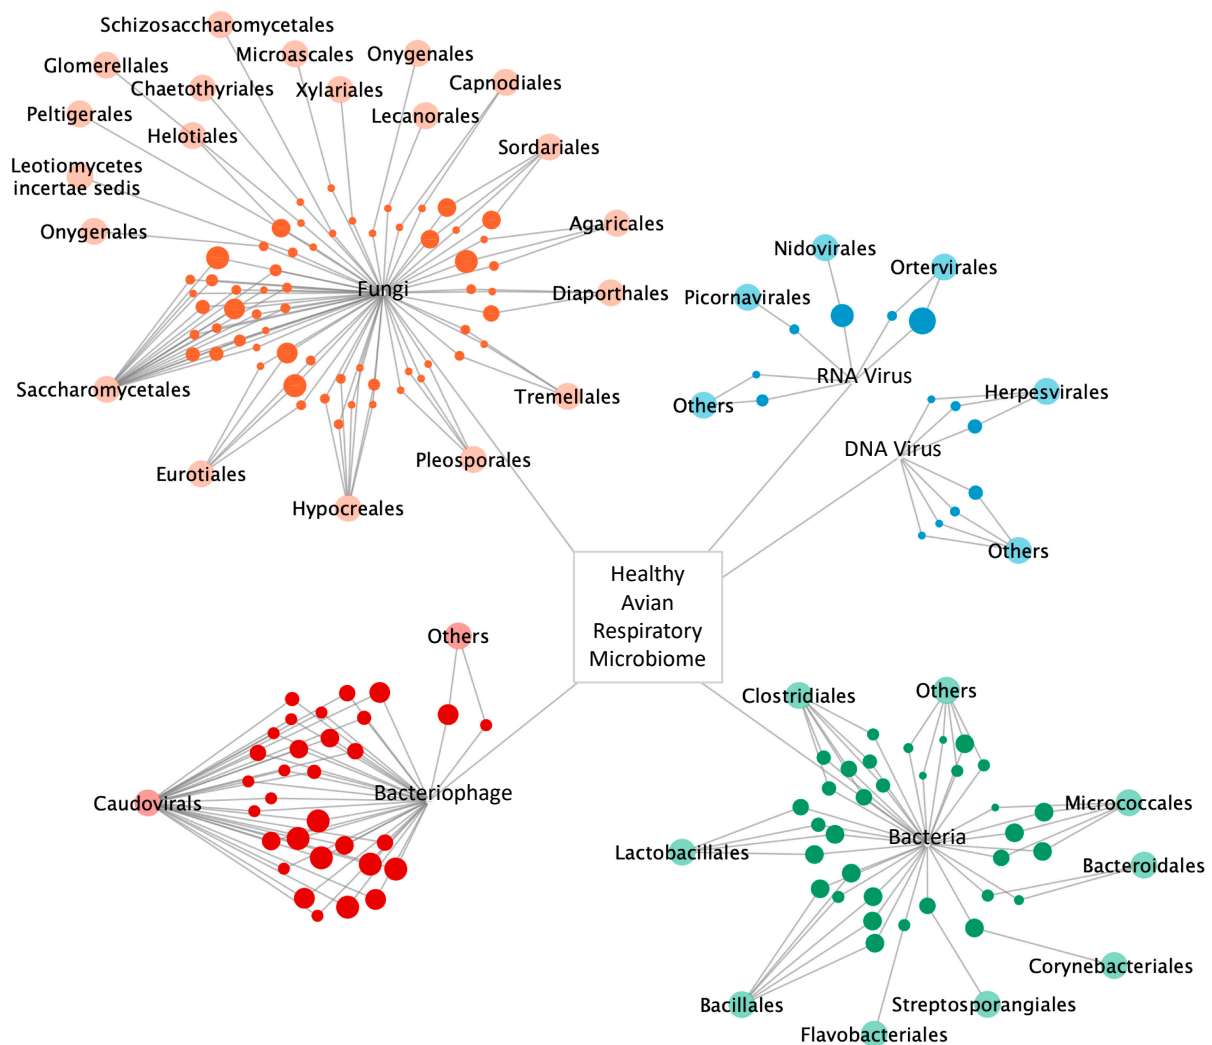 Schizosaccharomycetales
Microascales
Onygenales
Glomerellales
Chaetothyriales
Xylariales
Capnodiales
Peltigerales
Lecanorales
Helotiales
Sordariales
Leotiomycetes
incertae sedis
Onygenales
Agaricales
Fungi
Diaporthales
Saccharomycetales
Tremellales
Eurotiales
Pleosporales
Hypocreales
Nidovirales
Ortervirales
Picornavirales
RNA Virus
Others
Herpesvirales
DNA Virus
Others
Healthy
Avian
Respiratory
Microbiome
Others
Caudovirals
Bacteriophage
Clostridiales
Others
Micrococcales
Bacteria
Lactobacillales
Bacteroidales
Corynebacteriales
Bacillales
Streptosporangiales
Flavobacteriales